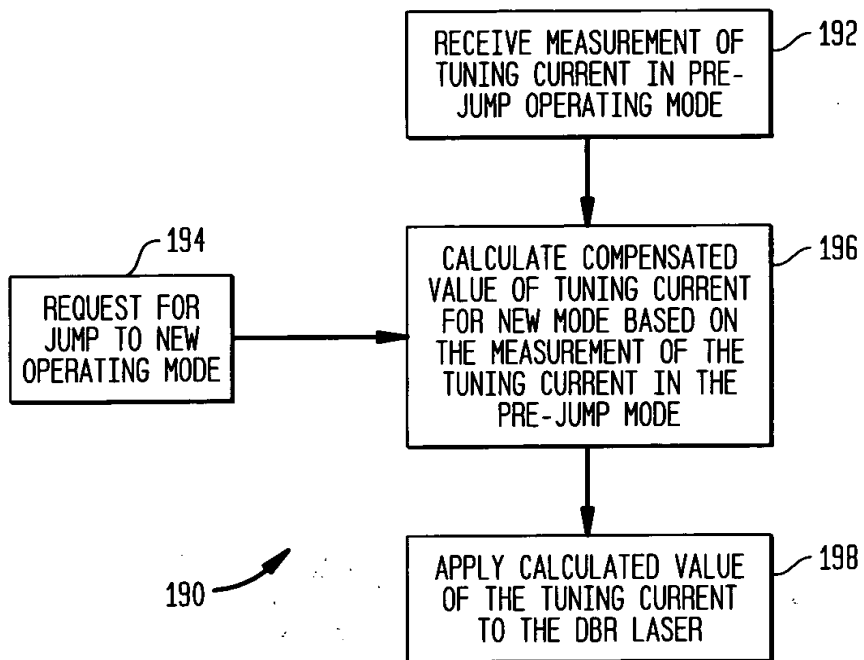 RECEIVE MEASUREMENT OF
TUNING CURRENT IN PRE-
JUMP OPERATING MODE
192
194
REQUEST FOR
JUMP TO NEW
OPERATING MODE
CALCULATE COMPENSATED
VALUE OF TUNING CURRENT
FOR NEW MODE BASED ON
THE MEASUREMENT OF THE
TUNING CURRENT IN THE
PRE-JUMP MODE
196
190
APPLY CALCULATED VALUE
OF THE TUNING CURRENT
TO THE DBR LASER
198